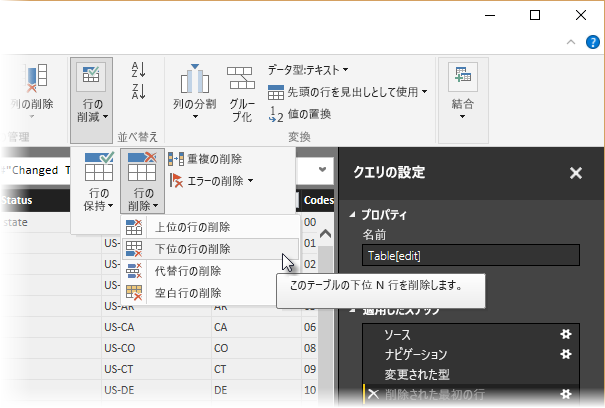 列の削除
行の
削減
管理
並べ替え
列の分割
グループ化
データ型:テキスト
先頭の行を見出しとして使用
値の置換
変換
結合
"Changed T
行の
保持
行の
削除
重複の削除
エラーの削除
上位の行の削除
下位の行の削除
代替行の削除
空白行の削除
このテーブルの下位 N 行を削除します。
Status
Codes
state
00
US-
01
US-
02
US-
US-AR
AR
US-CA
CA
06
US-CO
CO
08
US-CT
CT
09
US-DE
DE
10
クエリの設定
プロパティ
名前
Table[edit]
適用したステップ
ソース
ナビゲーション
変更された型
削除された最初の行